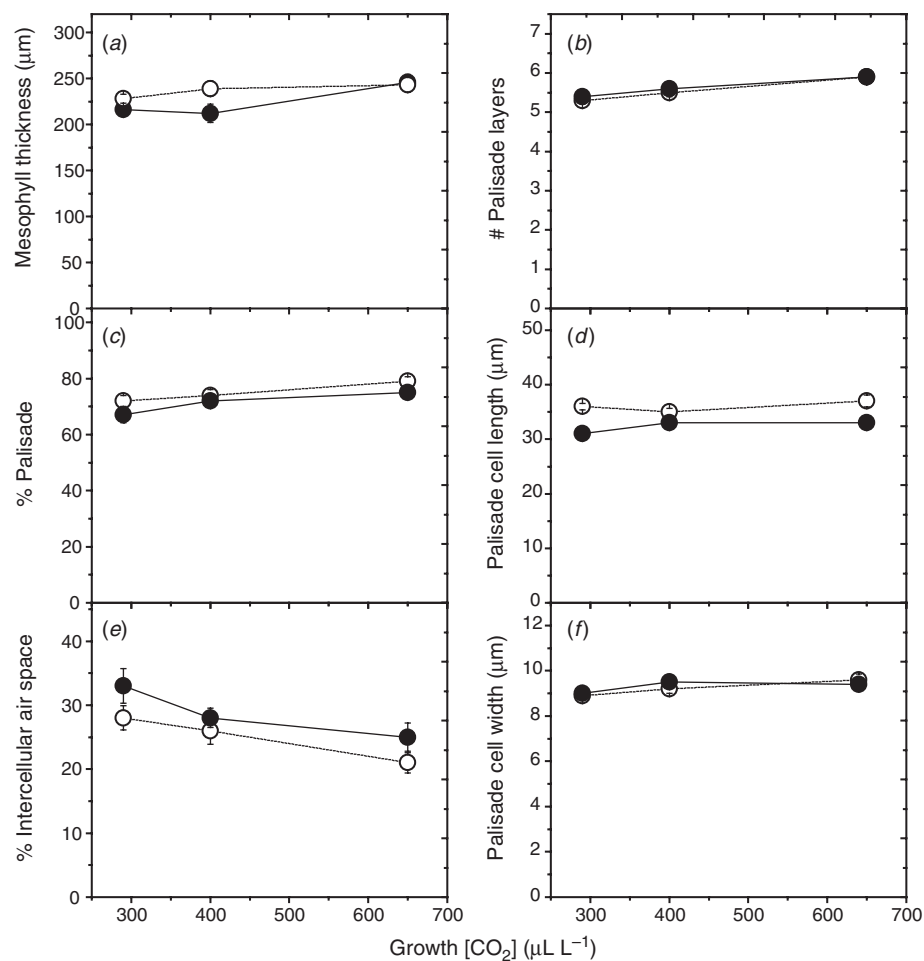 (a)
Mesophyll thickness (μm)
300
250
200
150
100
50
0
(b)
# Palisade layers
7
6
5
4
3
2
1
0
(c)
% Palisade
100
80
60
40
20
0
(d)
Palisade cell length (μm)
50
40
30
20
10
0
(e)
% Intercellular air space
40
30
20
10
0
300 400 500 600 700
(f)
Palisade cell width (μm)
12
10
8
6
4
2
0
300 400 500 600 700
Growth [CO₂] (μL L⁻¹)